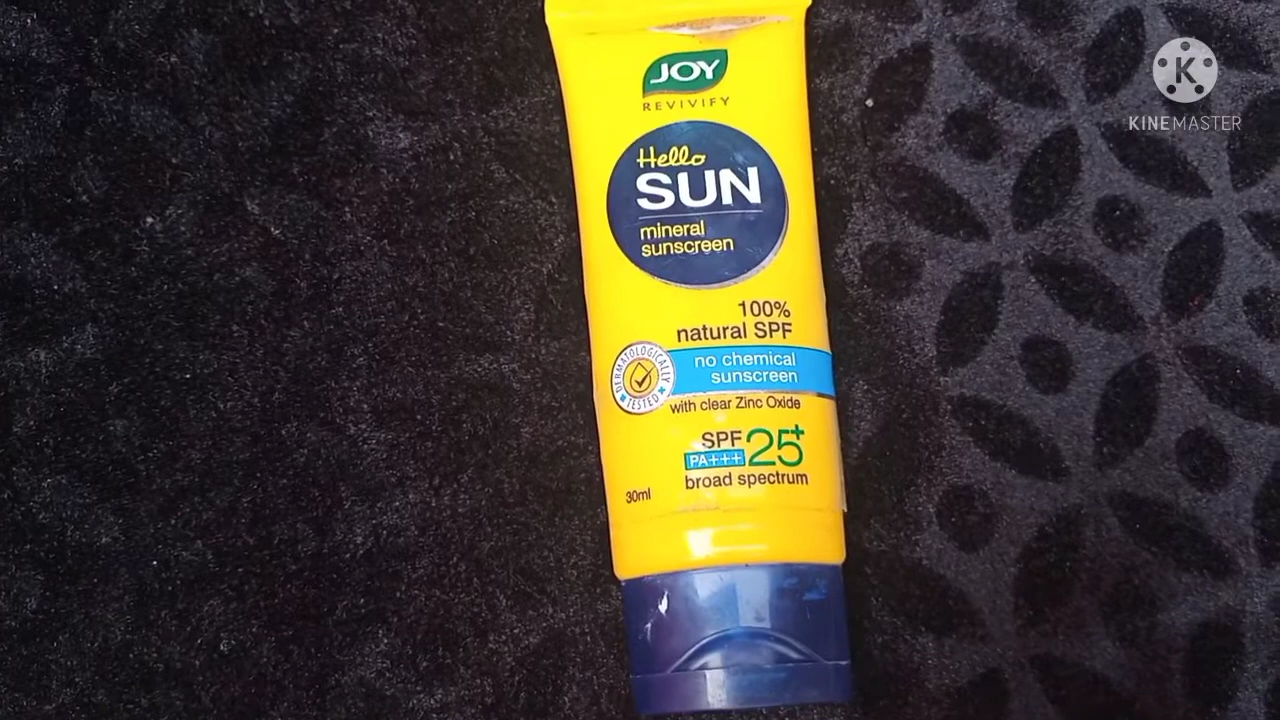 JOY
REVIVIFY
Hello
SUN
mineral
sunscreen
100%
natural SPF
no chemical
sunscreen
DERMATOLOGICALLY
TESTED
with clear Zinc Oxide
SPF 25+
PA+++
broad spectrum
30ml
K
KINEMASTER